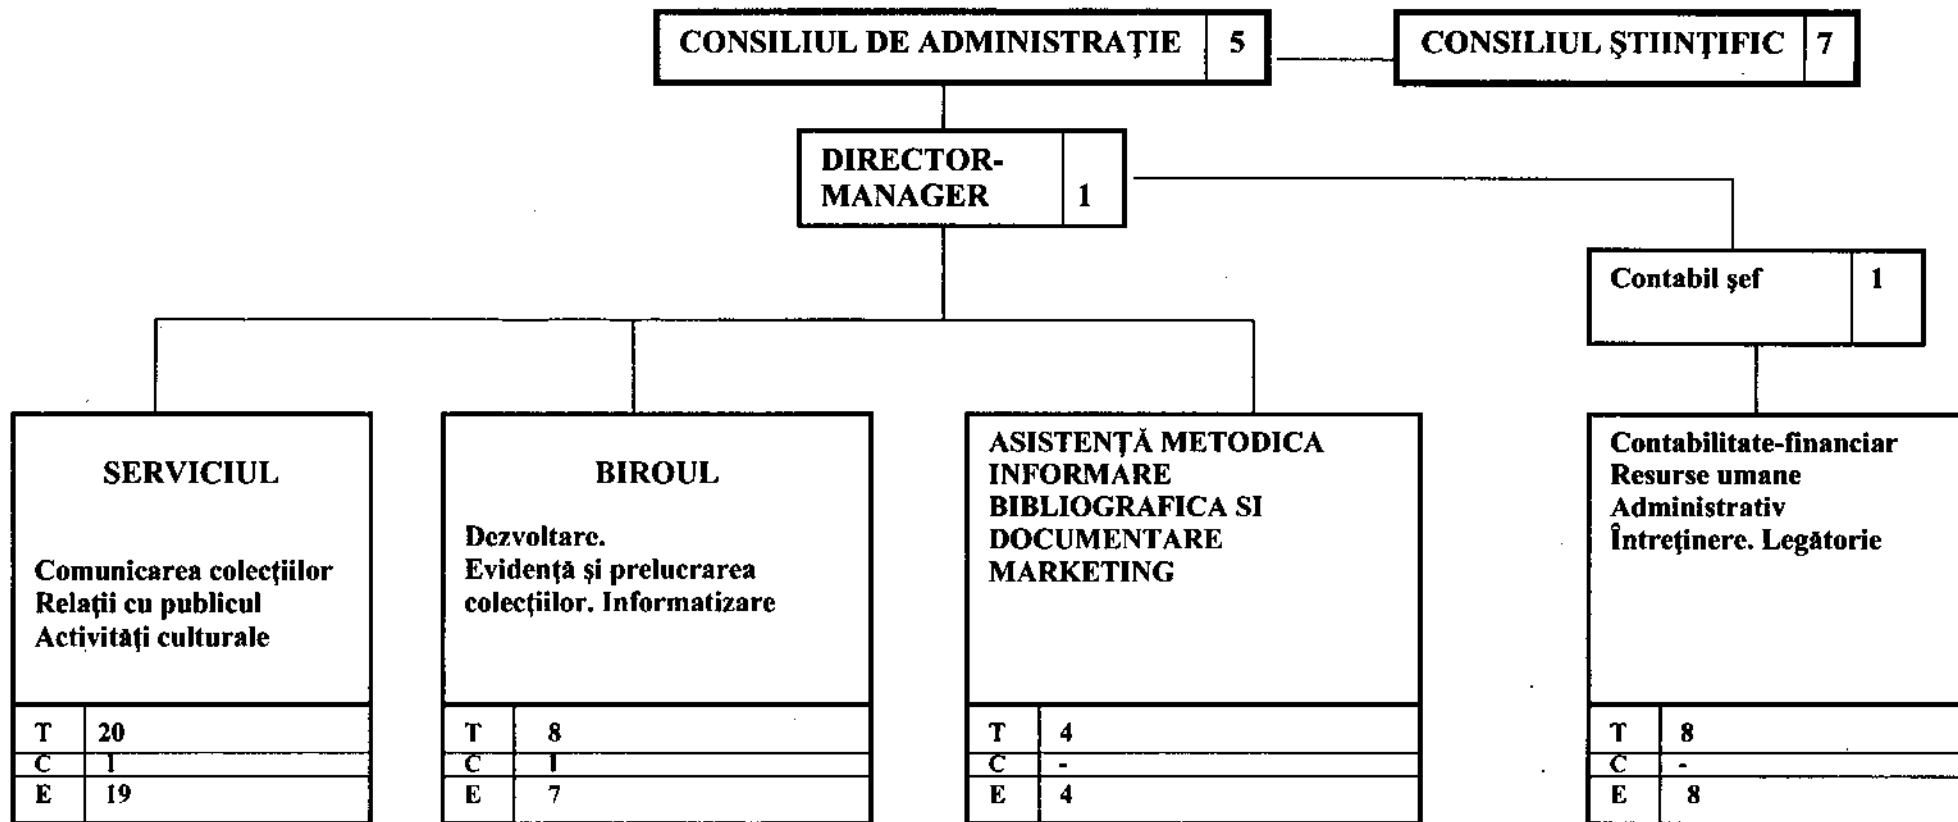 CONSILIUL DE ADMINISTRAŢIE 5
CONSILIUL ŞTIINŢIFIC 7
DIRECTOR-
MANAGER 1
Contabil şef 1
SERVICIUL
Comunicarea colecţiilor
Relaţii cu publicul
Activităţi culturale
T 20
C 1
E 19
BIROUL
Dezvoltare.
Evidenţă şi prelucrarea
colecţiilor. Informatizare
T 8
C 1
E 7
ASISTENŢĂ METODICA
INFORMARE
BIBLIOGRAFICA SI
DOCUMENTARE
MARKETING
T 4
C -
E 4
Contabilitate-financiar
Resurse umane
Administrativ
Întreţinere. Legătorie
T 8
C -
E 8